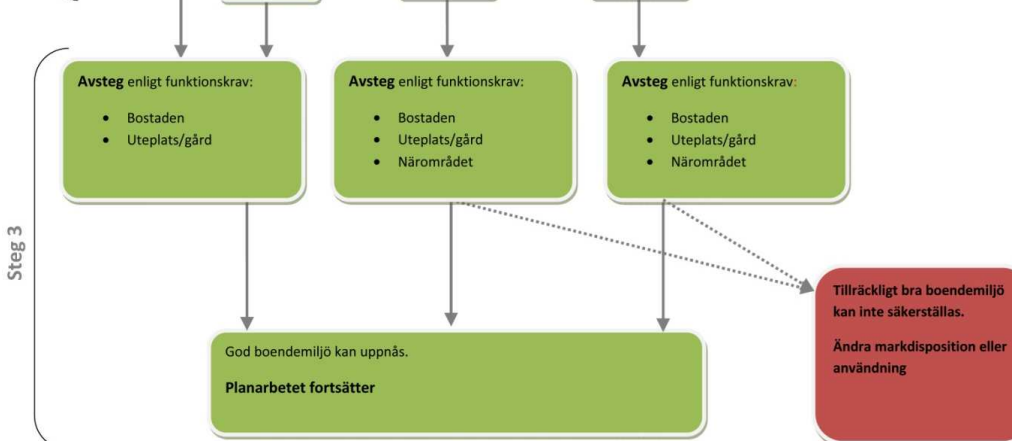 Avsteg enligt funktionskrav:
• Bostaden
• Uteplats/gård
Avsteg enligt funktionskrav:
• Bostaden
• Uteplats/gård
• Närområdet
Avsteg enligt funktionskrav:
• Bostaden
• Uteplats/gård
• Närområdet
Steg 3
God boendemiljö kan uppnås.
Planarbetet fortsätter
Tillräckligt bra boendemiljö
kan inte säkerställas.
Ändra markdisposition eller
användning